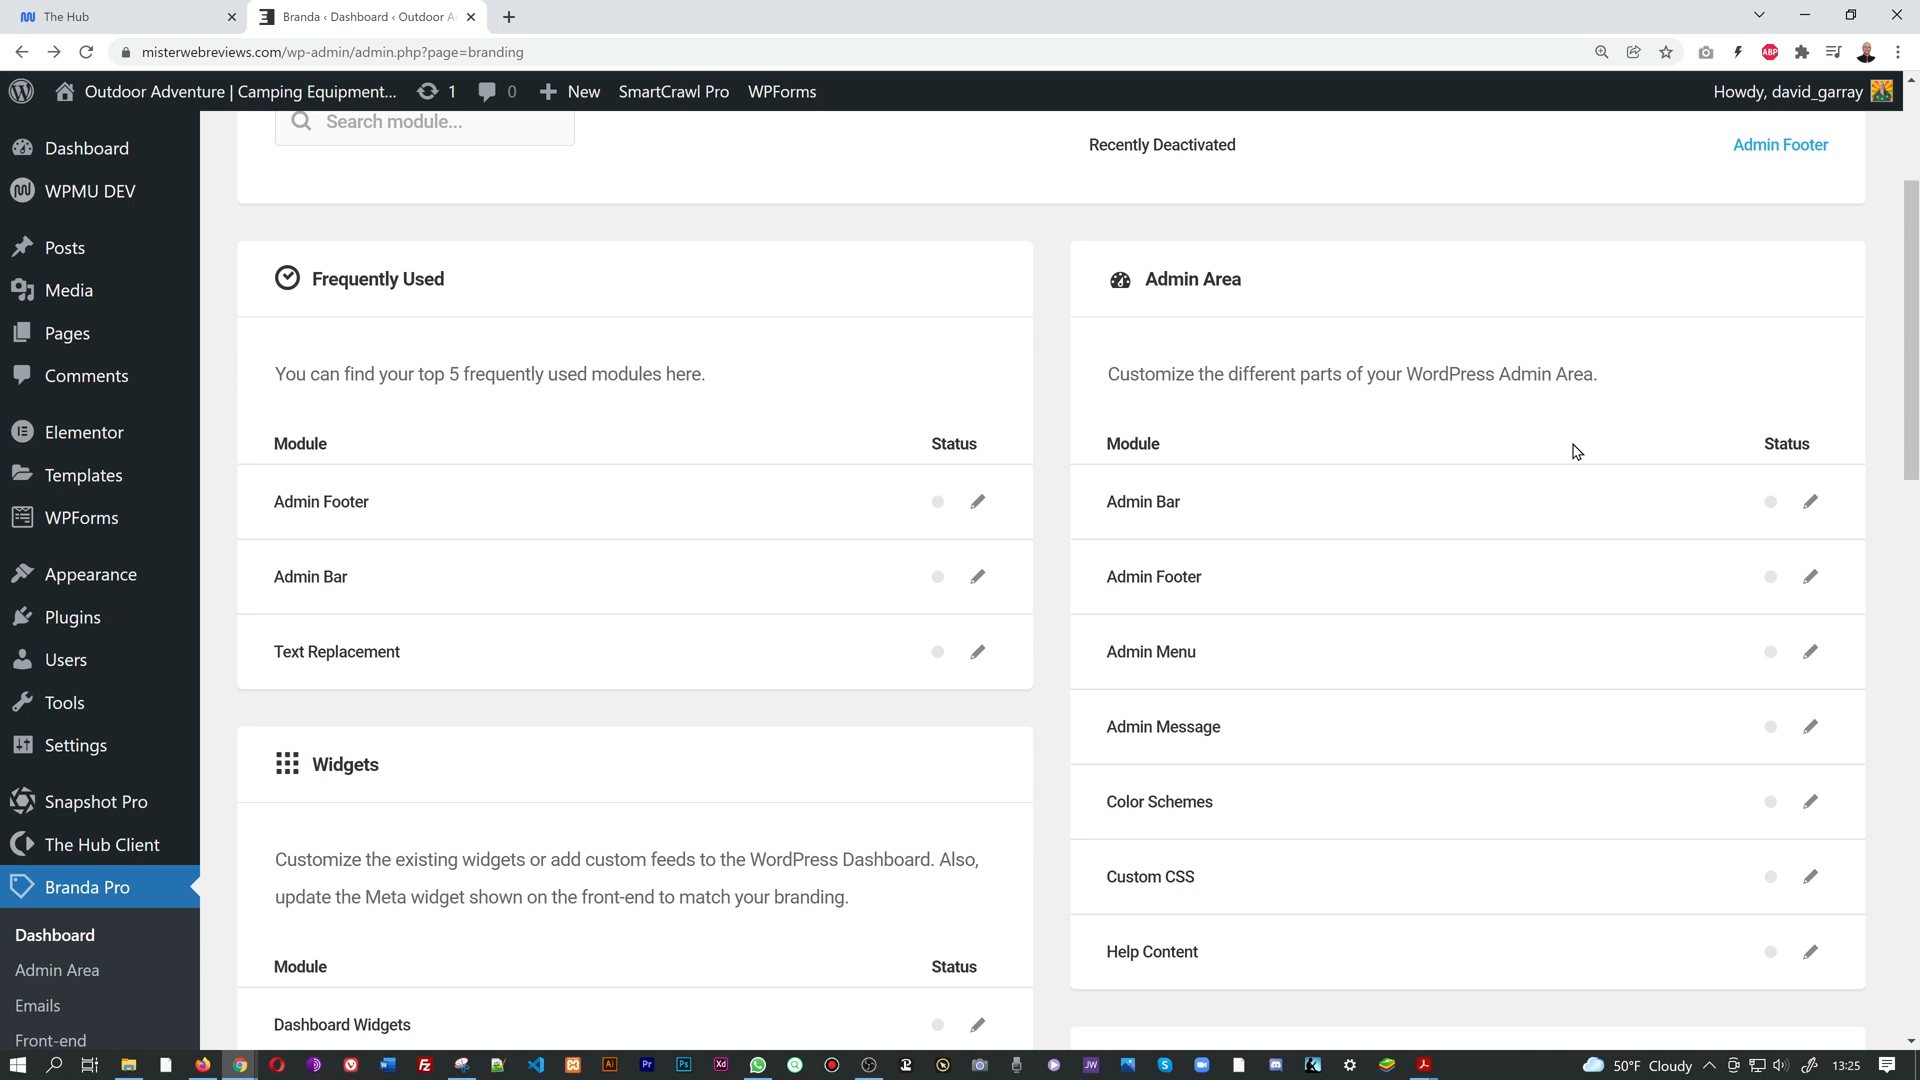 The Hub
Branda ‹ Dashboard ‹ Outdoor A
misterwebreviews.com/wp-admin/admin.php?page=branding
ABP
Outdoor Adventure | Camping Equipment...
1
0
New
SmartCrawl Pro
WPForms
Howdy, david_garray
Dashboard
WPMU DEV
Posts
Media
Pages
Comments
Elementor
Templates
WPForms
Appearance
Plugins
Users
Tools
Settings
Snapshot Pro
The Hub Client
Branda Pro
Dashboard
Admin Area
Emails
Front-end
Search module...
Recently Deactivated
Admin Footer
Frequently Used
You can find your top 5 frequently used modules here.
Module Status
Admin Footer
Admin Bar
Text Replacement
Widgets
Customize the existing widgets or add custom feeds to the WordPress Dashboard. Also,
update the Meta widget shown on the front-end to match your branding.
Module Status
Dashboard Widgets
Admin Area
Customize the different parts of your WordPress Admin Area.
Module Status
Admin Bar
Admin Footer
Admin Menu
Admin Message
Color Schemes
Custom CSS
Help Content
Ai
Pr
Ps
Xd
JW
50°F Cloudy
13:25